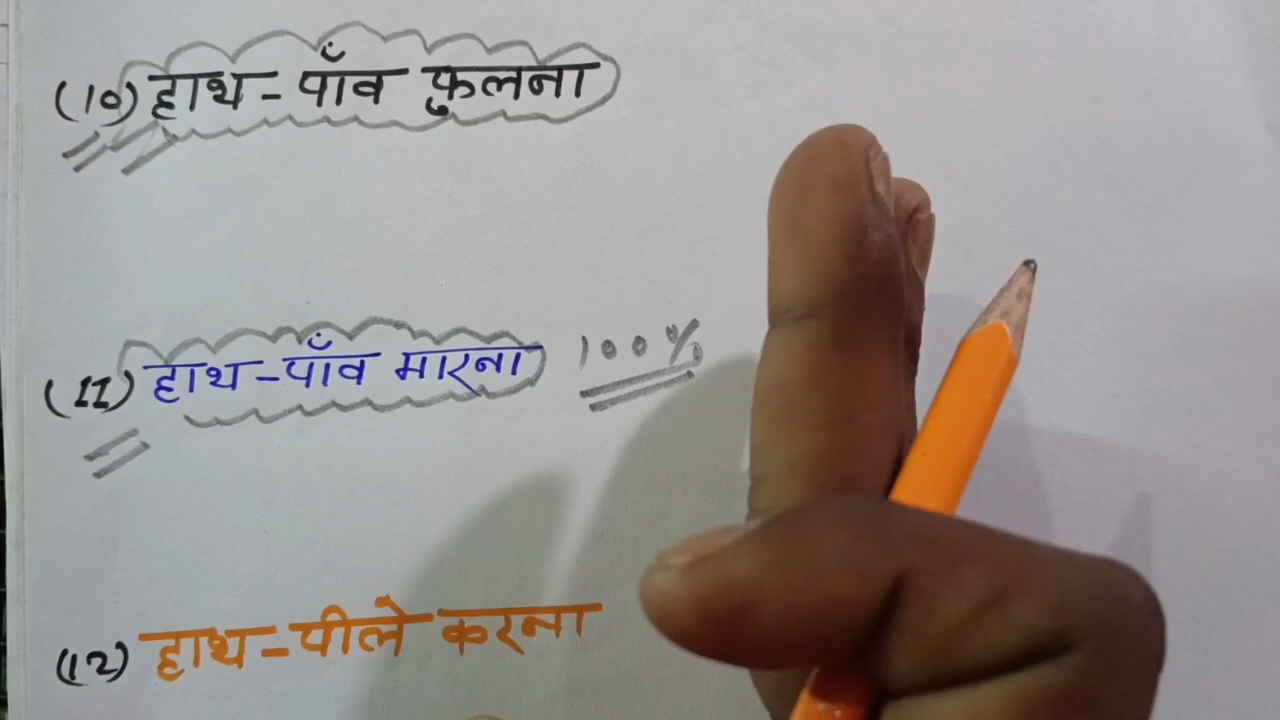 (10) हाथ-पाँव फुलना
(11) हाथ-पाँव मारना 100%
(12) हाथ-पीले करना